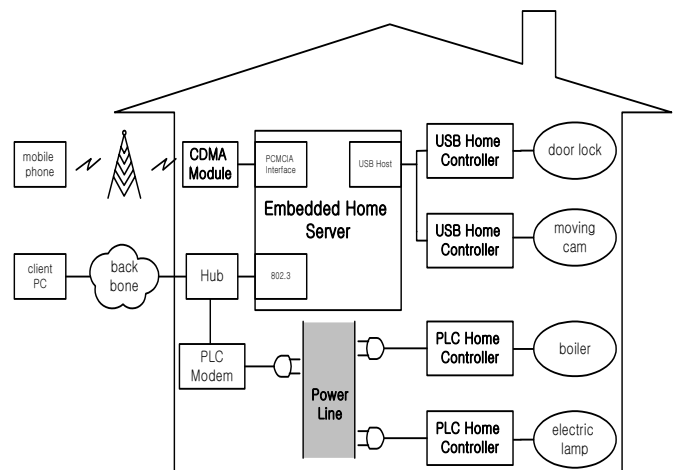 mobile
phone
CDMA
Module
PCMCIA
Interface
USB Host
USB Home
Controller
door lock
Embedded Home
Server
USB Home
Controller
moving
cam
client
PC
back
bone
Hub
802.3
PLC
Modem
Power
Line
PLC Home
Controller
boiler
PLC Home
Controller
electric
lamp